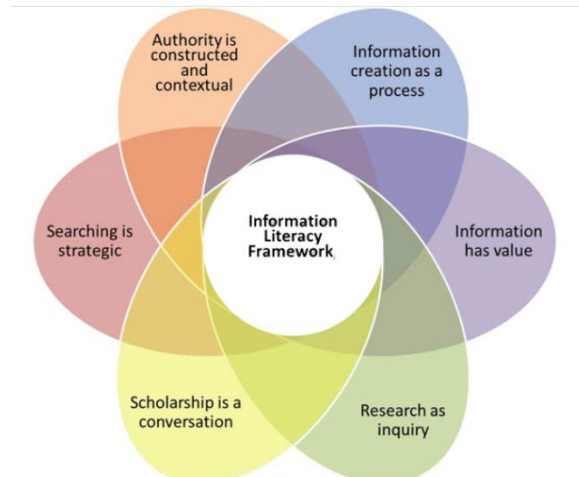 Authority is
constructed
and
contextual
Information
creation as a
process
Searching is
strategic
Information
Literacy
Framework
Information
has value
Scholarship is a
conversation
Research as
inquiry